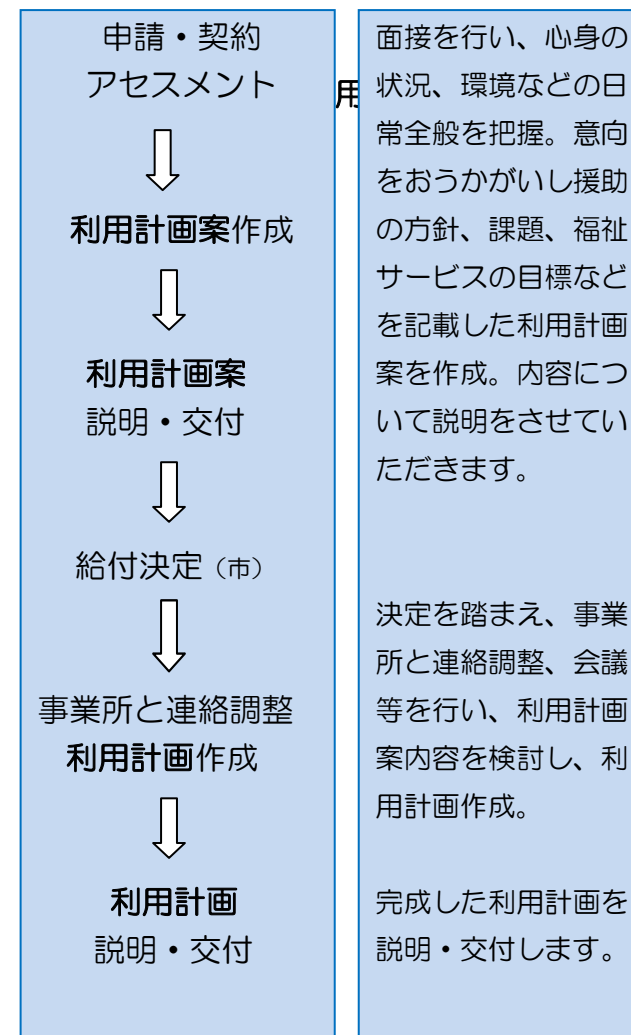 申請・契約
アセスメント
利用計画案作成
利用計画案
説明・交付
給付決定（市）
事業所と連絡調整
利用計画作成
利用計画
説明・交付
用
面接を行い、心身の
状況、環境などの日
常全般を把握。意向
をおうかがいし援助
の方針、課題、福祉
サービスの目標など
を記載した利用計画
案を作成。内容につ
いて説明をさせてい
ただきます。
決定を踏まえ、事業
所と連絡調整、会議
等を行い、利用計画
案内容を検討し、利
用計画作成。
完成した利用計画を
説明・交付します。